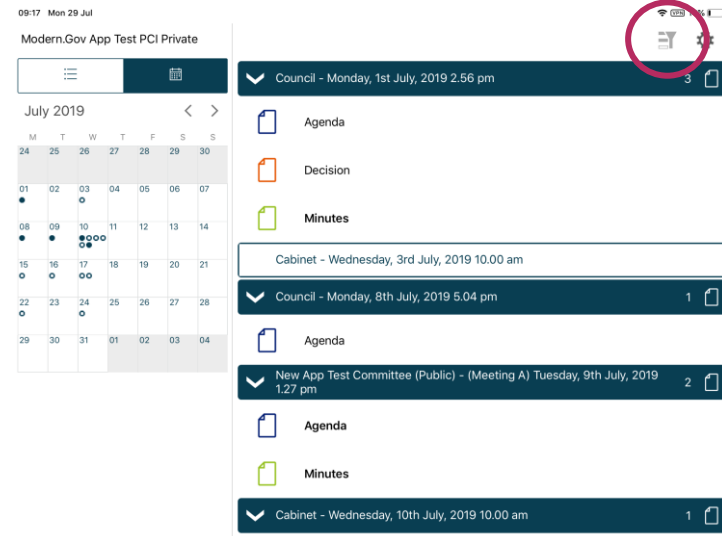 09:17 Mon 29 Jul
VPN
%
Modern.Gov App Test PCI Private
July 2019
M T W T F S S
24 25 26 27 28 29 30
01 02 03 04 05 06 07
08 09 10 11 12 13 14
15 16 17 18 19 20 21
22 23 24 25 26 27 28
29 30 31 01 02 03 04
Council - Monday, 1st July, 2019 2.56 pm 3
Agenda
Decision
Minutes
Cabinet - Wednesday, 3rd July, 2019 10.00 am
Council - Monday, 8th July, 2019 5.04 pm 1
Agenda
New App Test Committee (Public) - (Meeting A) Tuesday, 9th July, 2019
1.27 pm 2
Agenda
Minutes
Cabinet - Wednesday, 10th July, 2019 10.00 am 1